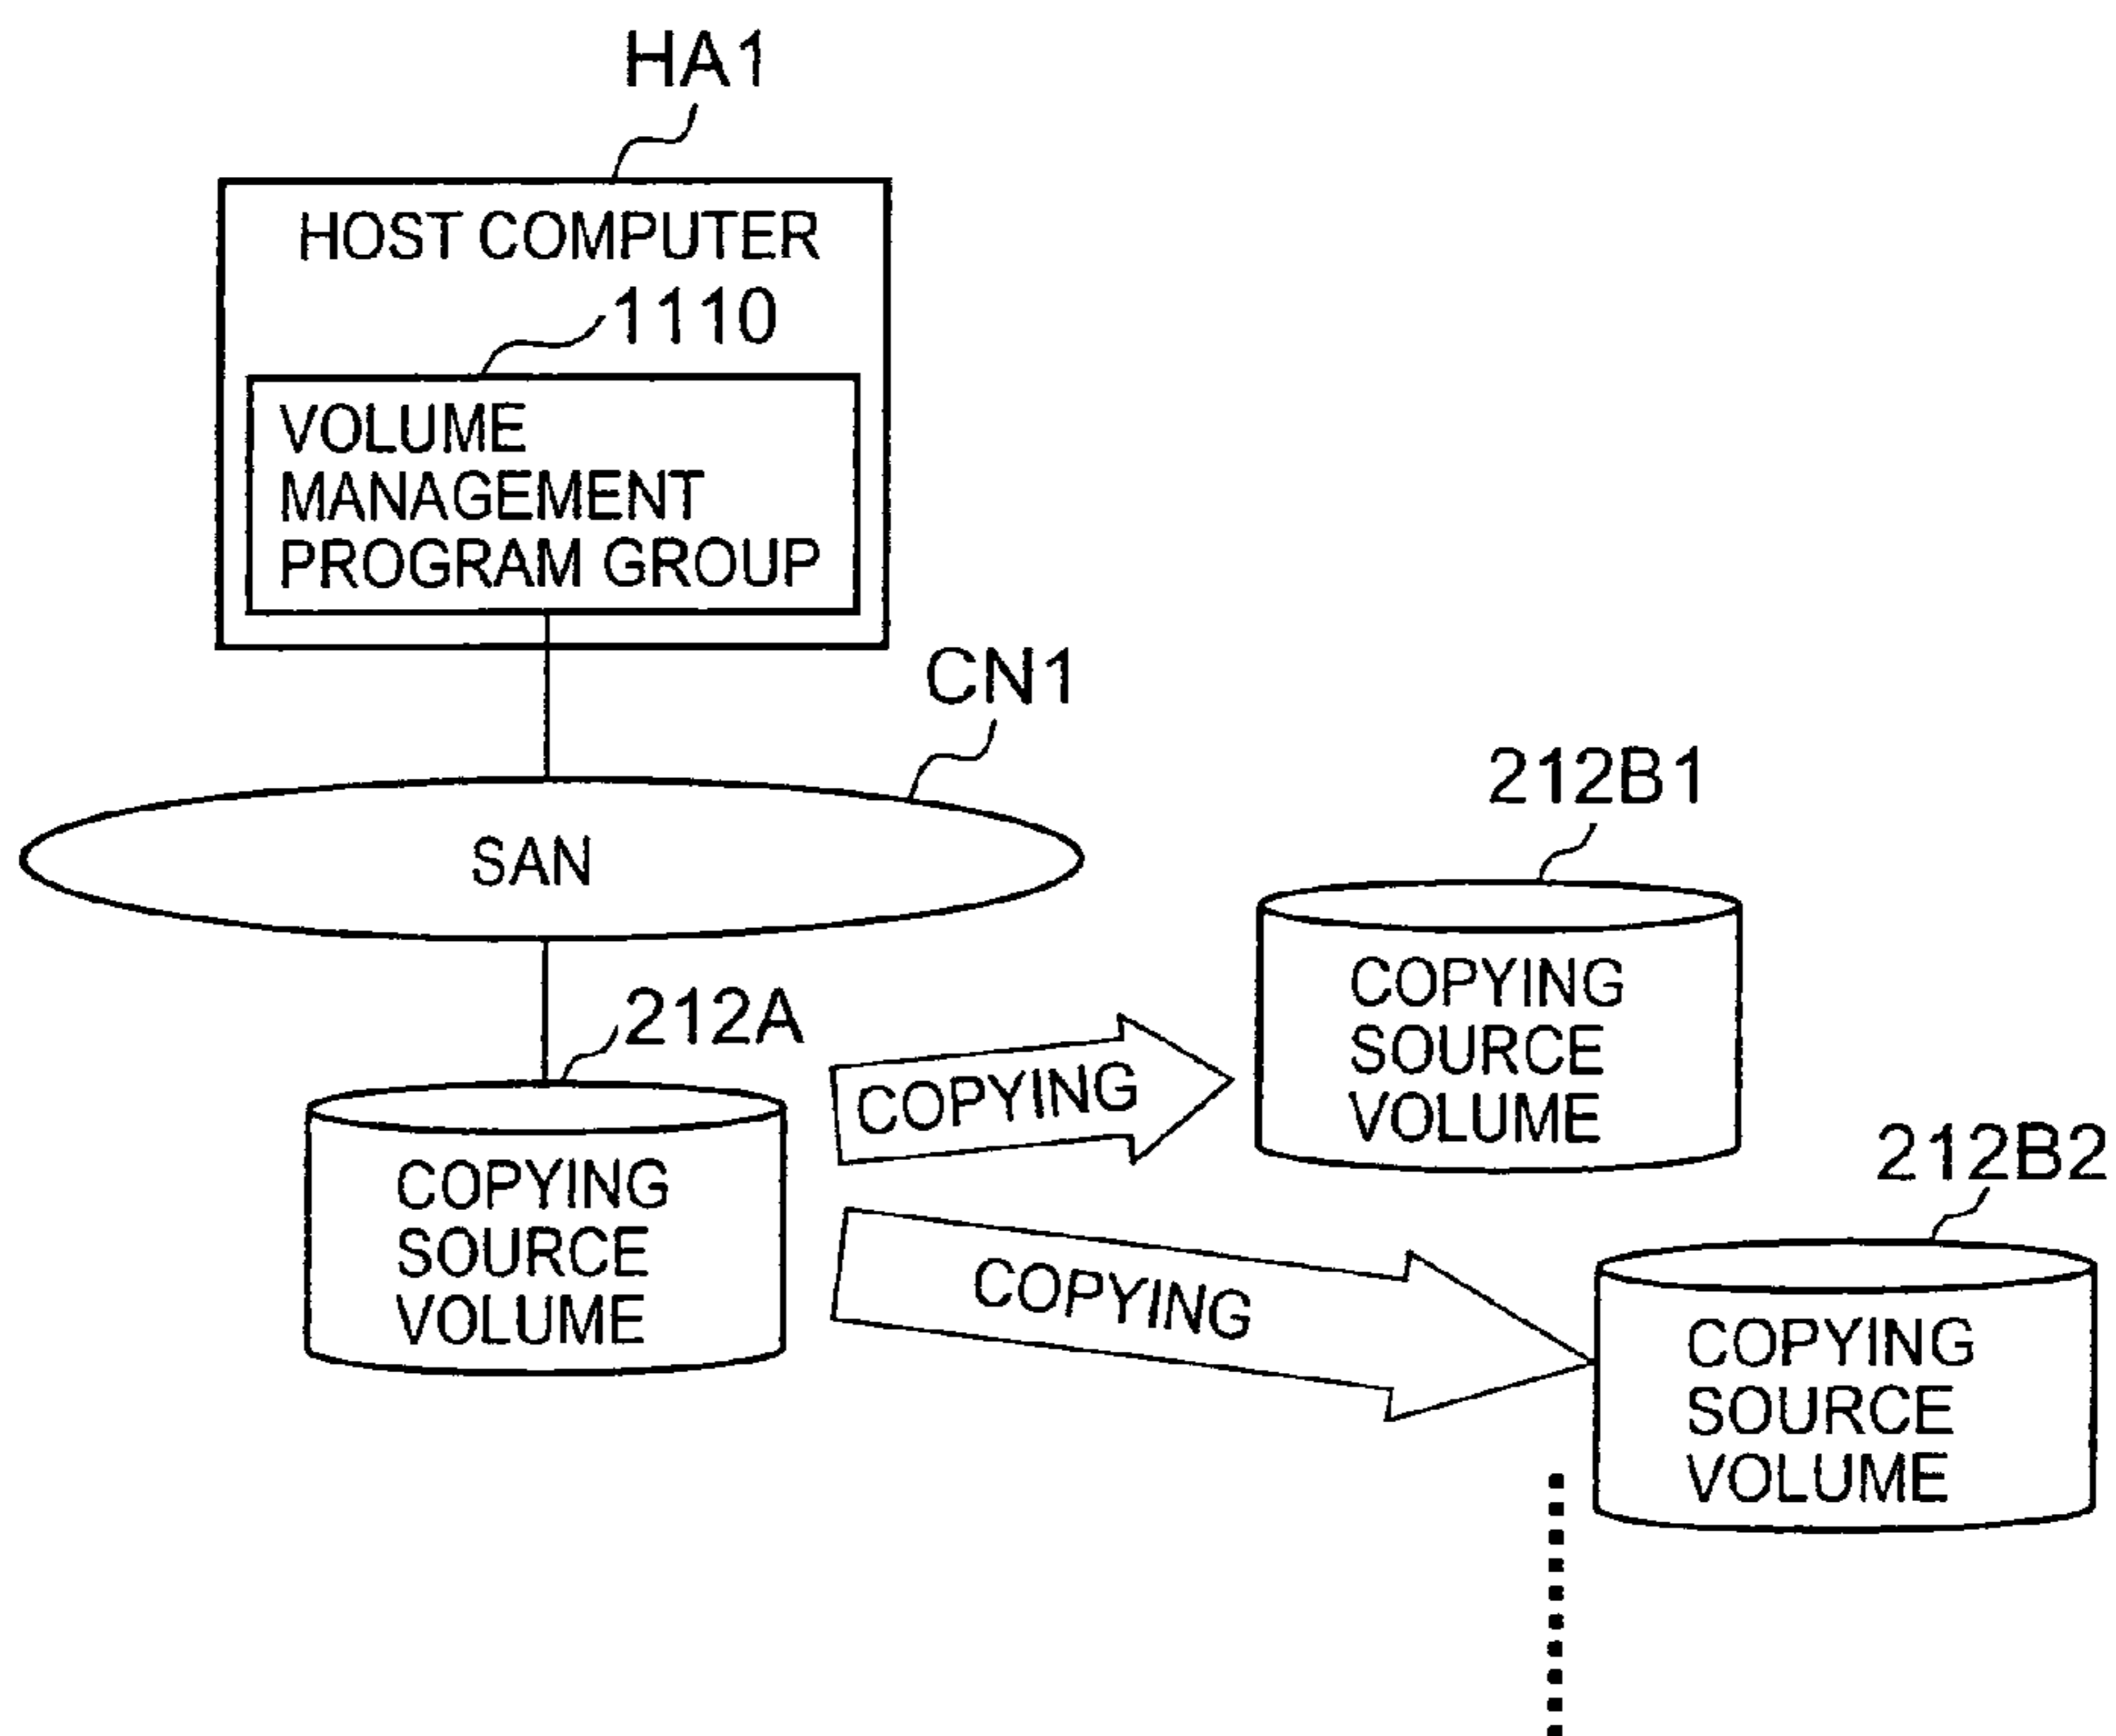 HA1
HOST COMPUTER
1110
VOLUME
MANAGEMENT
PROGRAM GROUP
CN1
SAN
212A
COPYING
SOURCE
VOLUME
COPYING
COPYING
212B1
COPYING
SOURCE
VOLUME
212B2
COPYING
SOURCE
VOLUME